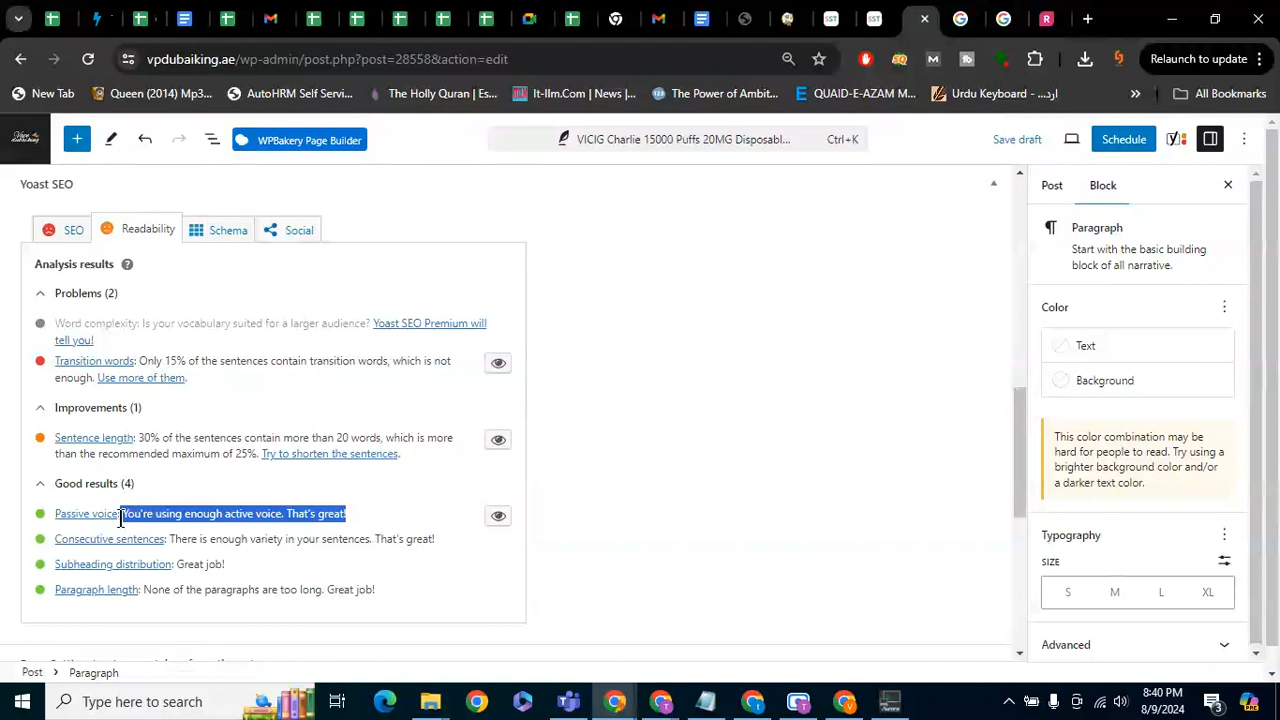 vpdubaiking.ae/wp-admin/post.php?post=28558&action=edit
Relaunch to update
New Tab
Queen (2014) Mp3...
AutoHRM Self Servi...
The Holly Quran | Es...
It-Ilm.Com | News |...
The Power of Ambit...
QUAID-E-AZAM M...
Urdu Keyboard - اردو...
»
All Bookmarks
WPBakery Page Builder
VICIG Charlie 15000 Puffs 20MG Disposabl...
Ctrl+K
Save draft
Schedule
Yoast SEO
SEO
Readability
Schema
Social
Analysis results
Problems (2)
Word complexity: Is your vocabulary suited for a larger audience? Yoast SEO Premium will
tell you!
Transition words: Only 15% of the sentences contain transition words, which is not
enough. Use more of them.
Improvements (1)
Sentence length: 30% of the sentences contain more than 20 words, which is more
than the recommended maximum of 25%. Try to shorten the sentences.
Good results (4)
Passive voice: You're using enough active voice. That's great!
Consecutive sentences: There is enough variety in your sentences. That's great!
Subheading distribution: Great job!
Paragraph length: None of the paragraphs are too long. Great job!
Post
Block
Paragraph
Start with the basic building
block of all narrative.
Color
Text
Background
This color combination may be
hard for people to read. Try using a
brighter background color and/or
a darker text color.
Typography
SIZE
S
M
L
XL
Advanced
Post
Paragraph
Type here to search
8:40 PM
8/9/2024
3